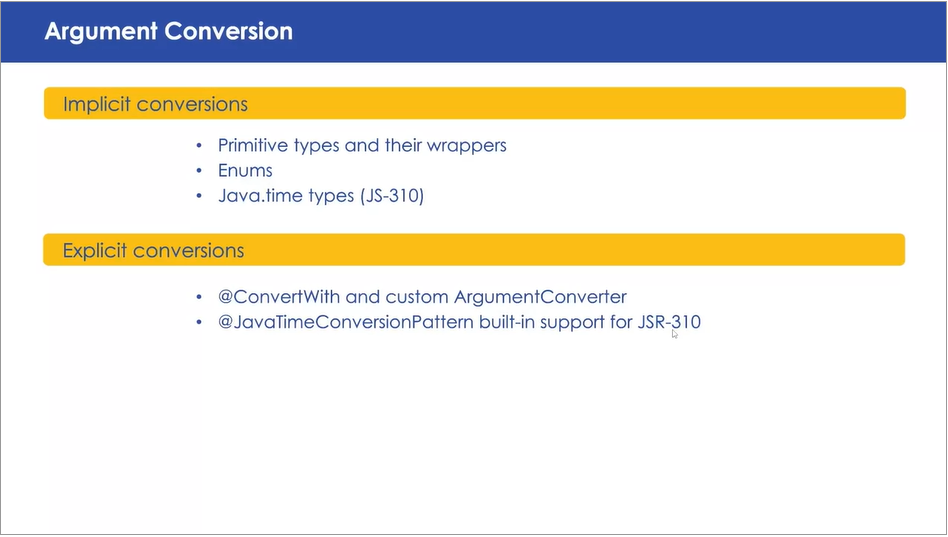 Argument Conversion
Implicit conversions
• Primitive types and their wrappers
• Enums
• Java.time types (JS-310)
Explicit conversions
• @ConvertWith and custom ArgumentConverter
• @JavaTimeConversionPattern built-in support for JSR-310